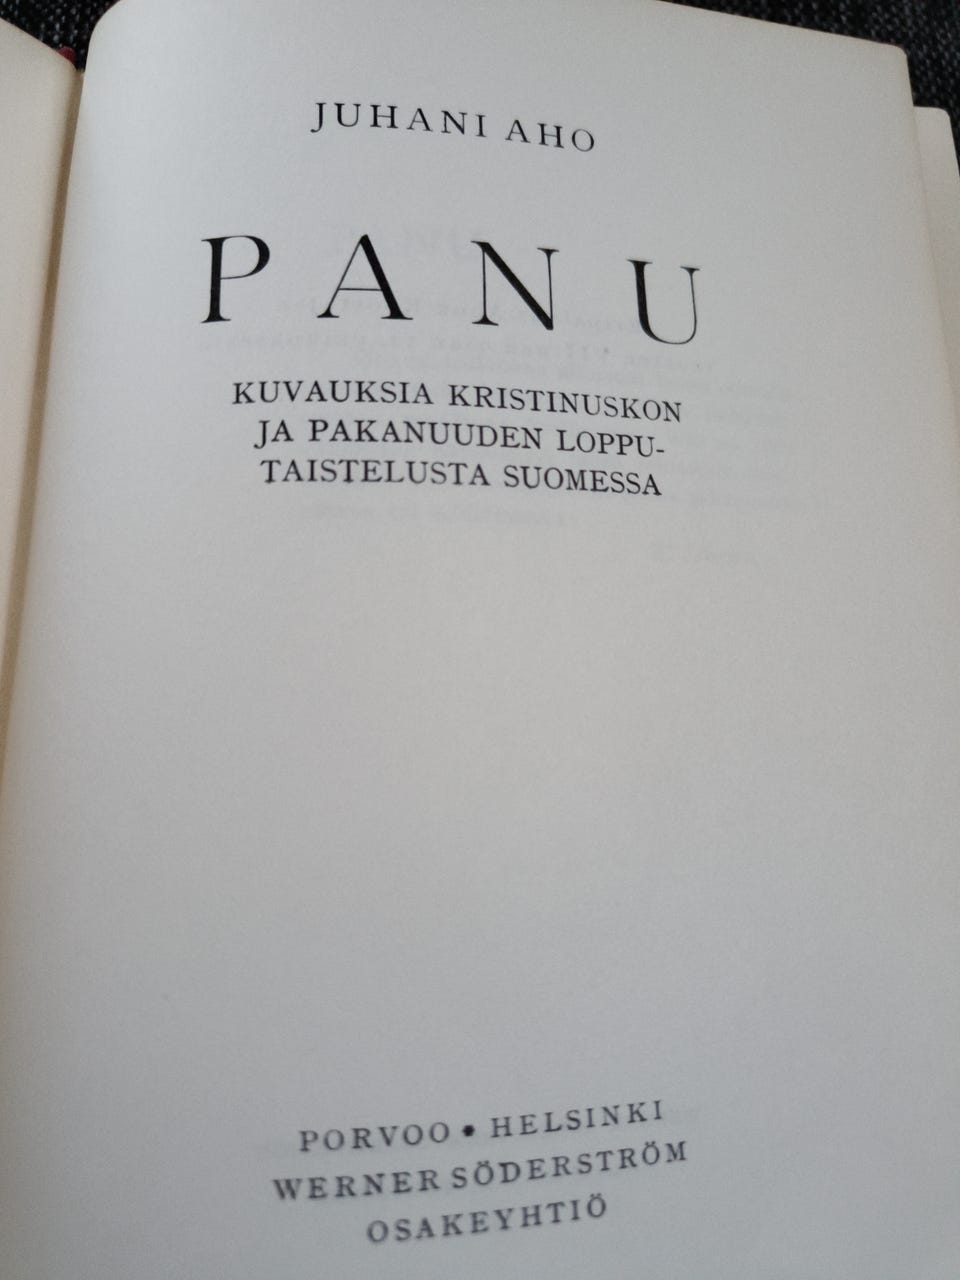 JUHANI AHO
PANU
KUVAUKSIA KRISTINUSKON
JA PAKANUUDEN LOPPU-
TAISTELUSTA SUOMESSA
PORVOO • HELSINKI
WERNER SÖDERSTRÖM
OSAKEYHTIÖ